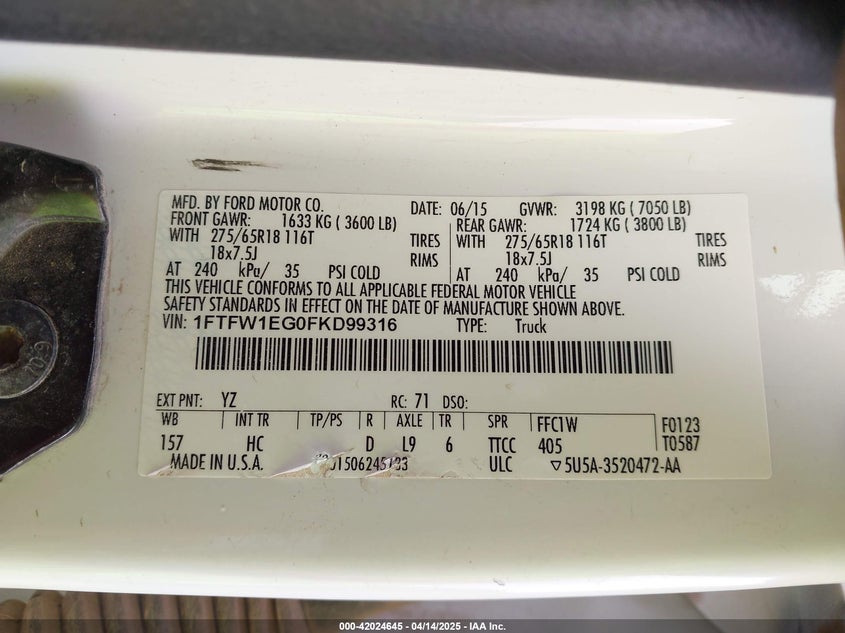 MFD. BY FORD MOTOR CO. DATE: 06/15 GVWR: 3198 KG ( 7050 LB)
FRONT GAWR: 1633 KG ( 3600 LB) REAR GAWR: 1724 KG ( 3800 LB)
WITH 275/65R18 116T TIRES WITH 275/65R18 116T TIRES
18x7.5J RIMS 18x7.5J RIMS
AT 240 kPa/ 35 PSI COLD AT 240 kPa/ 35 PSI COLD
THIS VEHICLE CONFORMS TO ALL APPLICABLE FEDERAL MOTOR VEHICLE
SAFETY STANDARDS IN EFFECT ON THE DATE OF MANUFACTURE SHOWN ABOVE.
VIN: 1FTFW1EG0FKD99316 TYPE: Truck
EXT PNT: YZ RC: 71 DSO:
WB INT TR TP/PS R AXLE TR SPR FFC1W F0123
157 HC D L9 6 TTCC 405 T0587
MADE IN U.S.A. ULC ▽5U5A-3520472-AA
000-42024645 - 04/14/2025 - IAA Inc.